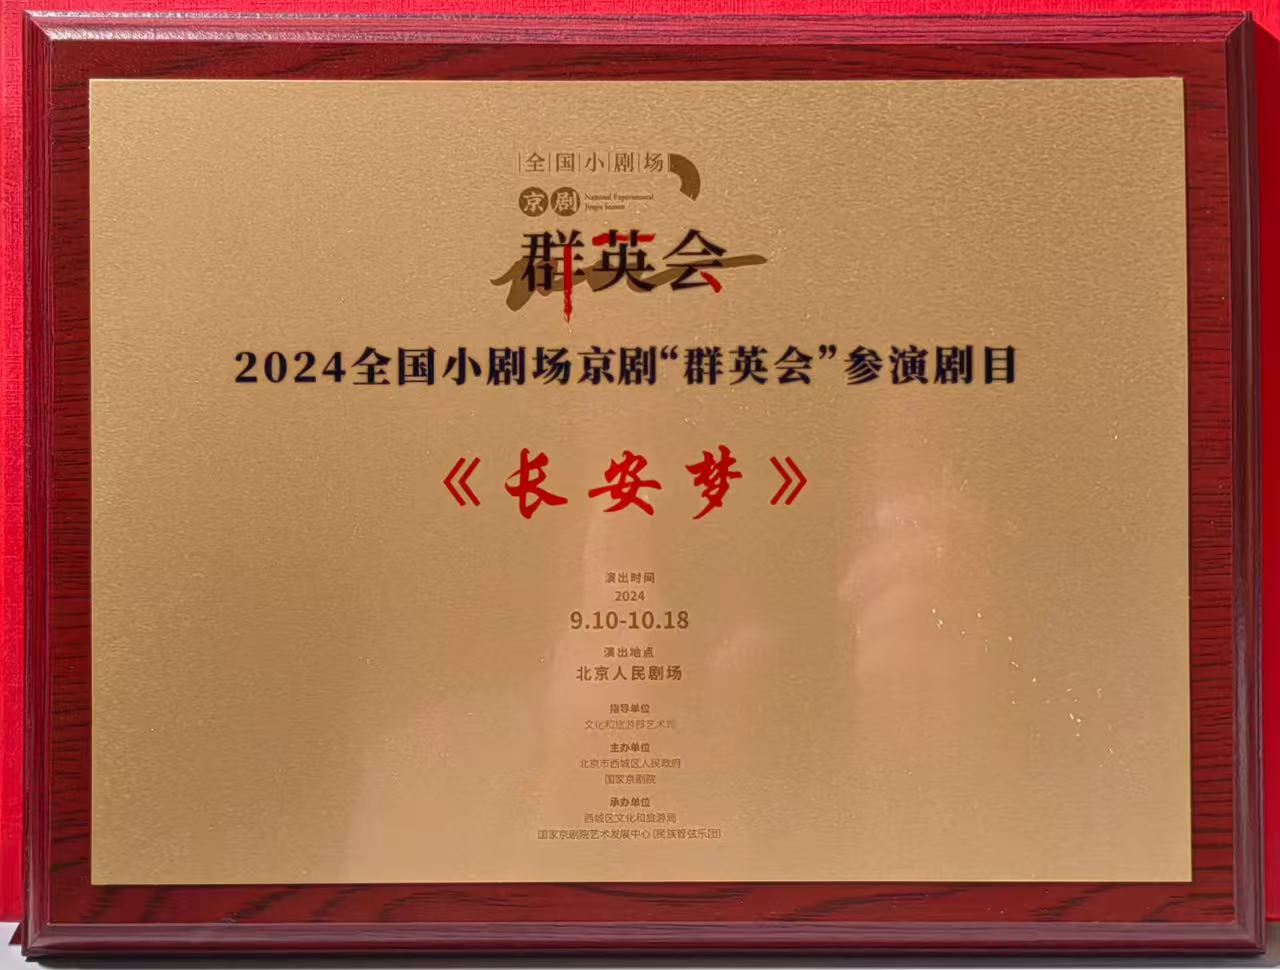 全国小剧场
京剧 National Experimental
Jingju Season
群英会
2024全国小剧场京剧“群英会”参演剧目
《长安梦》
演出时间
2024
9.10-10.18
演出地点
北京人民剧场
指导单位
文化和旅游部艺术司
主办单位
北京市西城区人民政府
国家京剧院
承办单位
西城区文化和旅游局
国家京剧院艺术发展中心（民族管弦乐团）